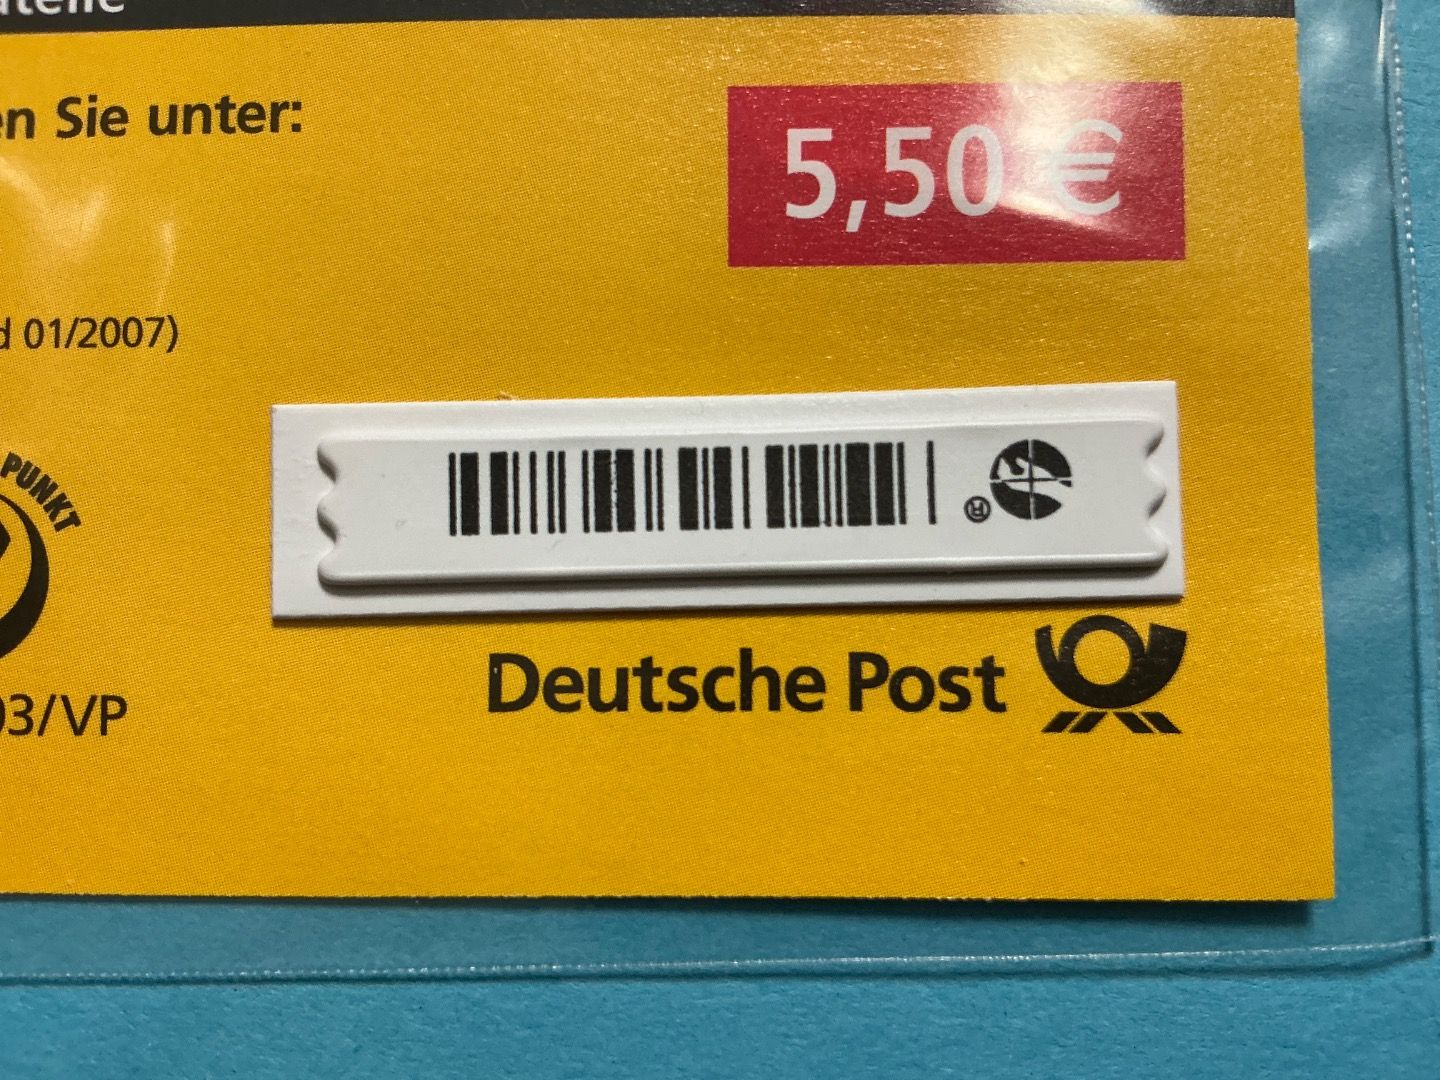 en Sie unter:
5,50 €
01/2007)
PUNKT
®
Deutsche Post
03/VP